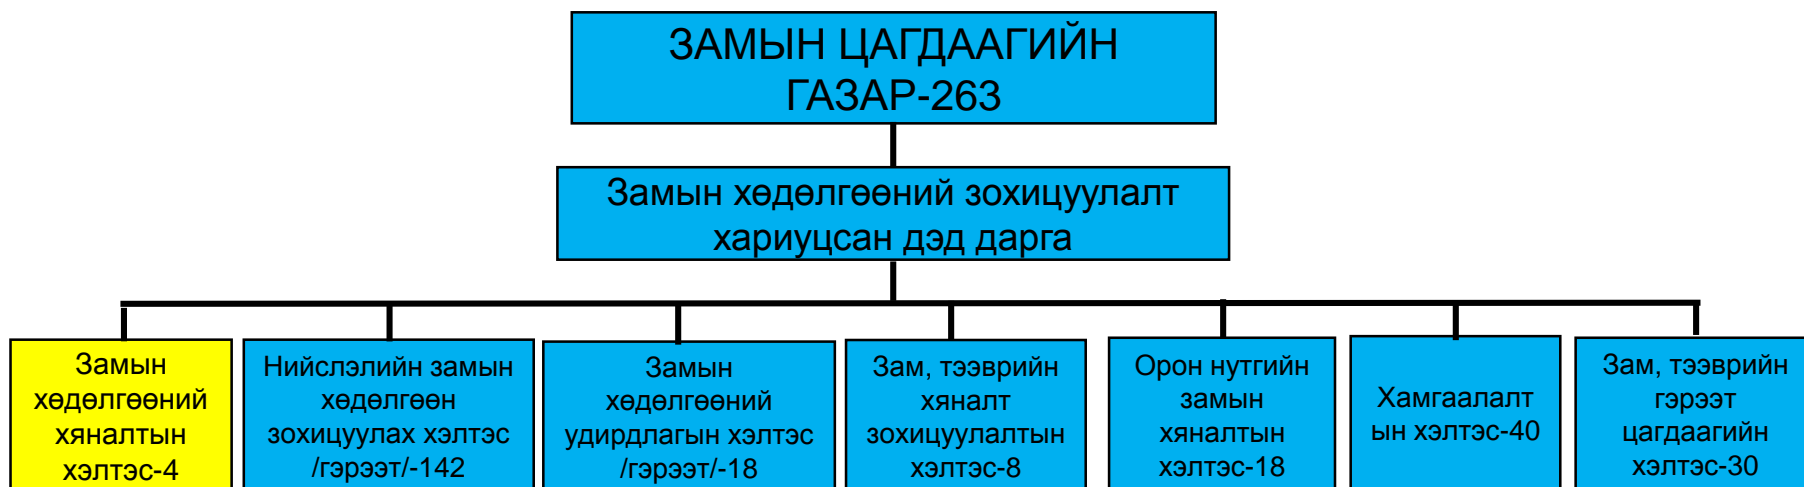 ЗАМЫН ЦАГДААГИЙН
ГАЗАР-263
Замын хөдөлгөөний зохицуулалт
хариуцсан дэд дарга
Замын
хөдөлгөөний
хяналтын
хэлтэс-4
Нийслэлийн замын
хөдөлгөөн
зохицуулах хэлтэс
/гэрээт/-142
Замын
хөдөлгөөний
удирдлагын хэлтэс
/гэрээт/-18
Зам, тээврийн
хяналт
зохицуулалтын
хэлтэс-8
Орон нутгийн
замын
хяналтын
хэлтэс-18
Хамгаалалт
ын хэлтэс-40
Зам, тээврийн
гэрээт
цагдаагийн
хэлтэс-30